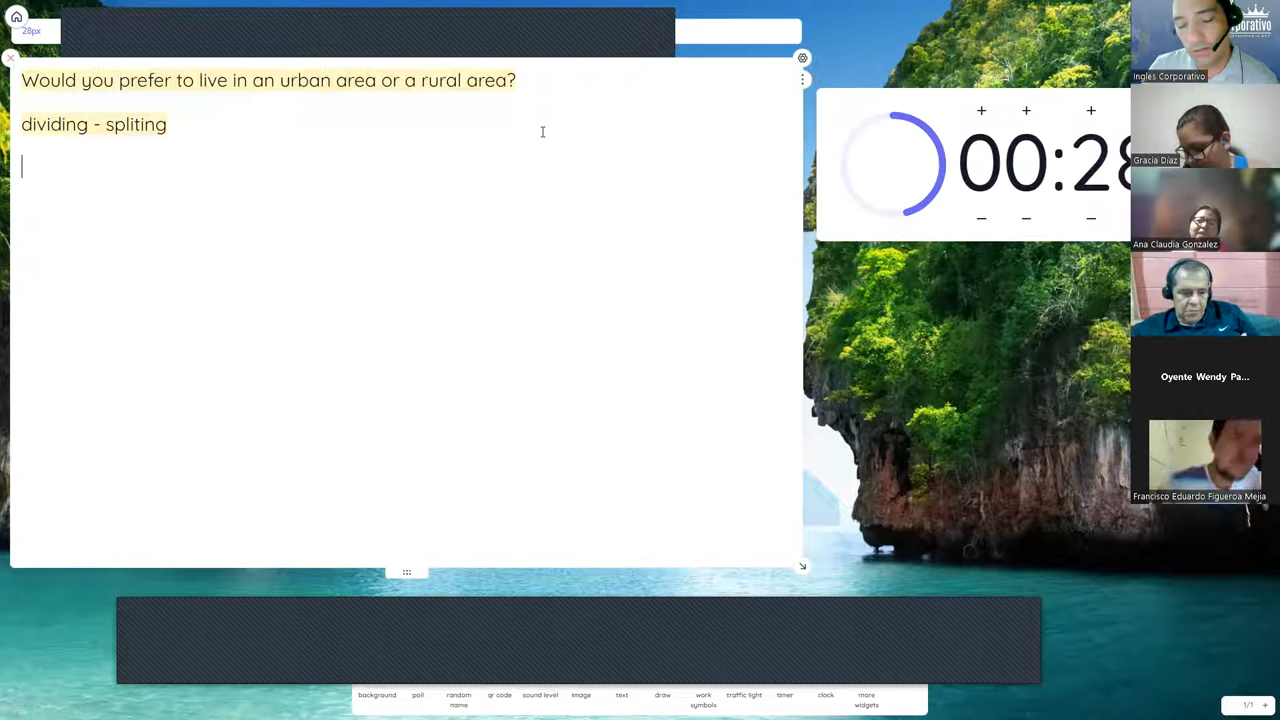 28px
Would you prefer to live in an urban area or a rural area?
dividing - spliting
00:28
Ingles Corporativo
Gracia Díaz
Ana Claudia Gonzalez
Oyente Wendy Pa...
Francisco Eduardo Figueroa Mejia
background
poll
random name
qr code
sound level
image
text
draw
work symbols
traffic light
timer
clock
more widgets
1/1